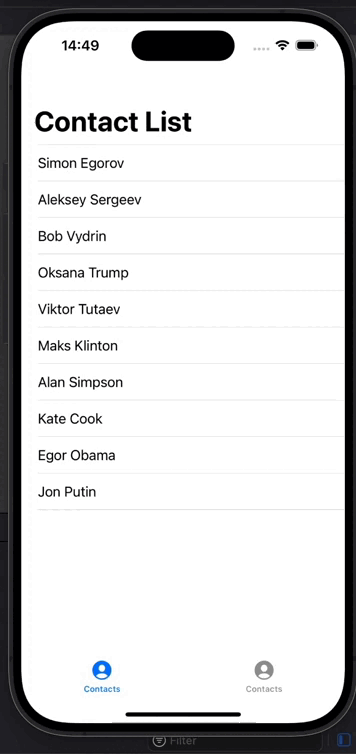 14:49
Contact List
Simon Egorov
Aleksey Sergeev
Bob Vydrin
Oksana Trump
Viktor Tutaev
Maks Klinton
Alan Simpson
Kate Cook
Egor Obama
Jon Putin
Contacts
Contacts
Filter